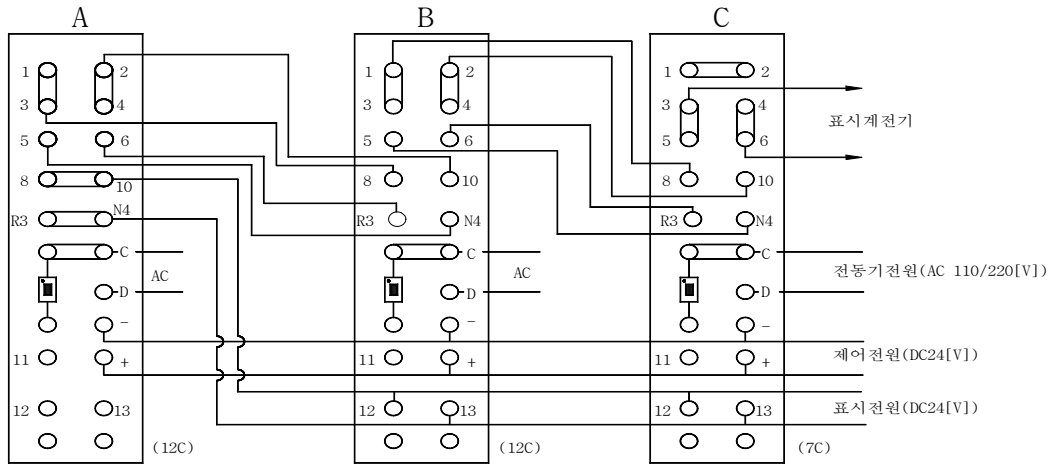 A B C
1 2 1 2 1 2
3 4 3 4 3 4
표시계전기
5 6 5 6 5 6
8 10 8 10 8 10
R3 N4 R3 N4 R3 N4
C AC C AC C
전동기전원(AC 110/220[V])
D D D
- - -
제어전원(DC24[V])
11 + 11 + 11 +
12 13 12 13 12 13
표시전원(DC24[V])
(12C) (12C) (7C)